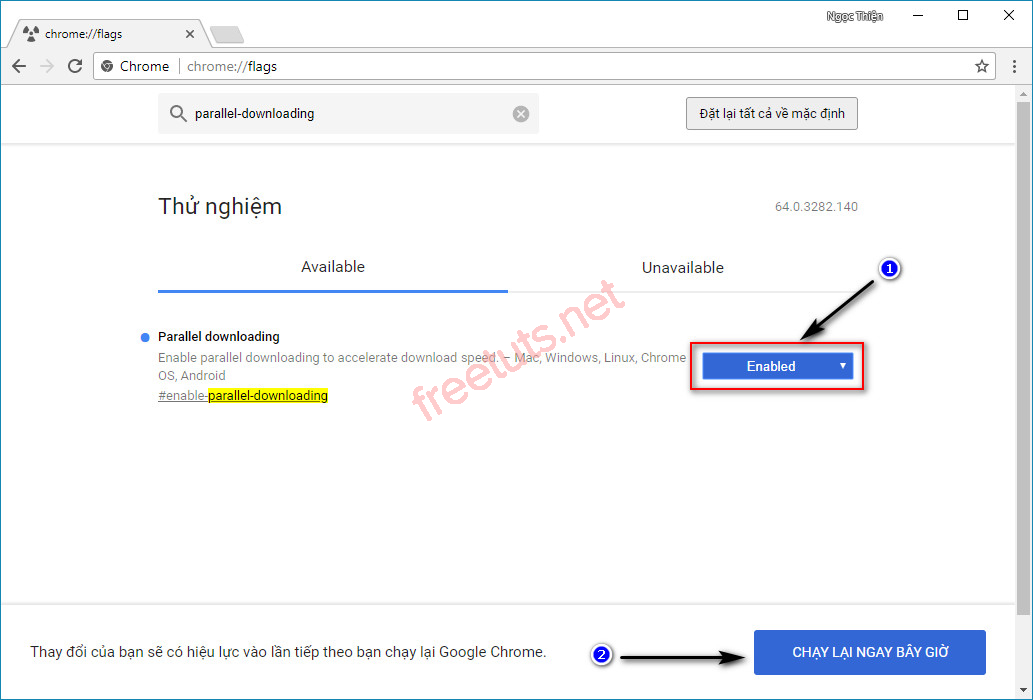 Ngọc Thiện
chrome://flags
Chrome chrome://flags
parallel-downloading
Đặt lại tất cả về mặc định
Thử nghiệm
64.0.3282.140
Available
Unavailable
1
Parallel downloading
Enable parallel downloading to accelerate download speed. – Mac, Windows, Linux, Chrome
OS, Android
#enable-parallel-downloading
Enabled
freetuts.net
Thay đổi của bạn sẽ có hiệu lực vào lần tiếp theo bạn chạy lại Google Chrome.
2
CHẠY LẠI NGAY BÂY GIỜ